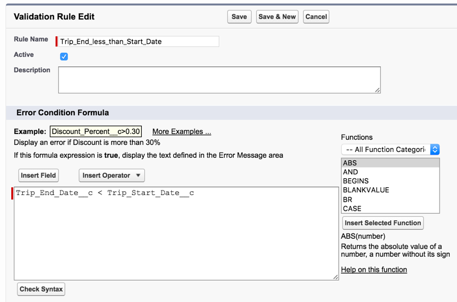 Validation Rule Edit
Save
Save & New
Cancel
Rule Name
Trip_End_less_than_Start_Date
Active
Description
Error Condition Formula
Example:
Discount_Percent__c>0.30
More Examples ...
Display an error if Discount is more than 30%
If this formula expression is true, display the text defined in the Error Message area
Insert Field
Insert Operator
Trip_End_Date__c < Trip_Start_Date__c
Functions
-- All Function Categori
ABS
AND
BEGINS
BLANKVALUE
BR
CASE
Insert Selected Function
ABS(number)
Returns the absolute value of a
number, a number without its sign
Help on this function
Check Syntax